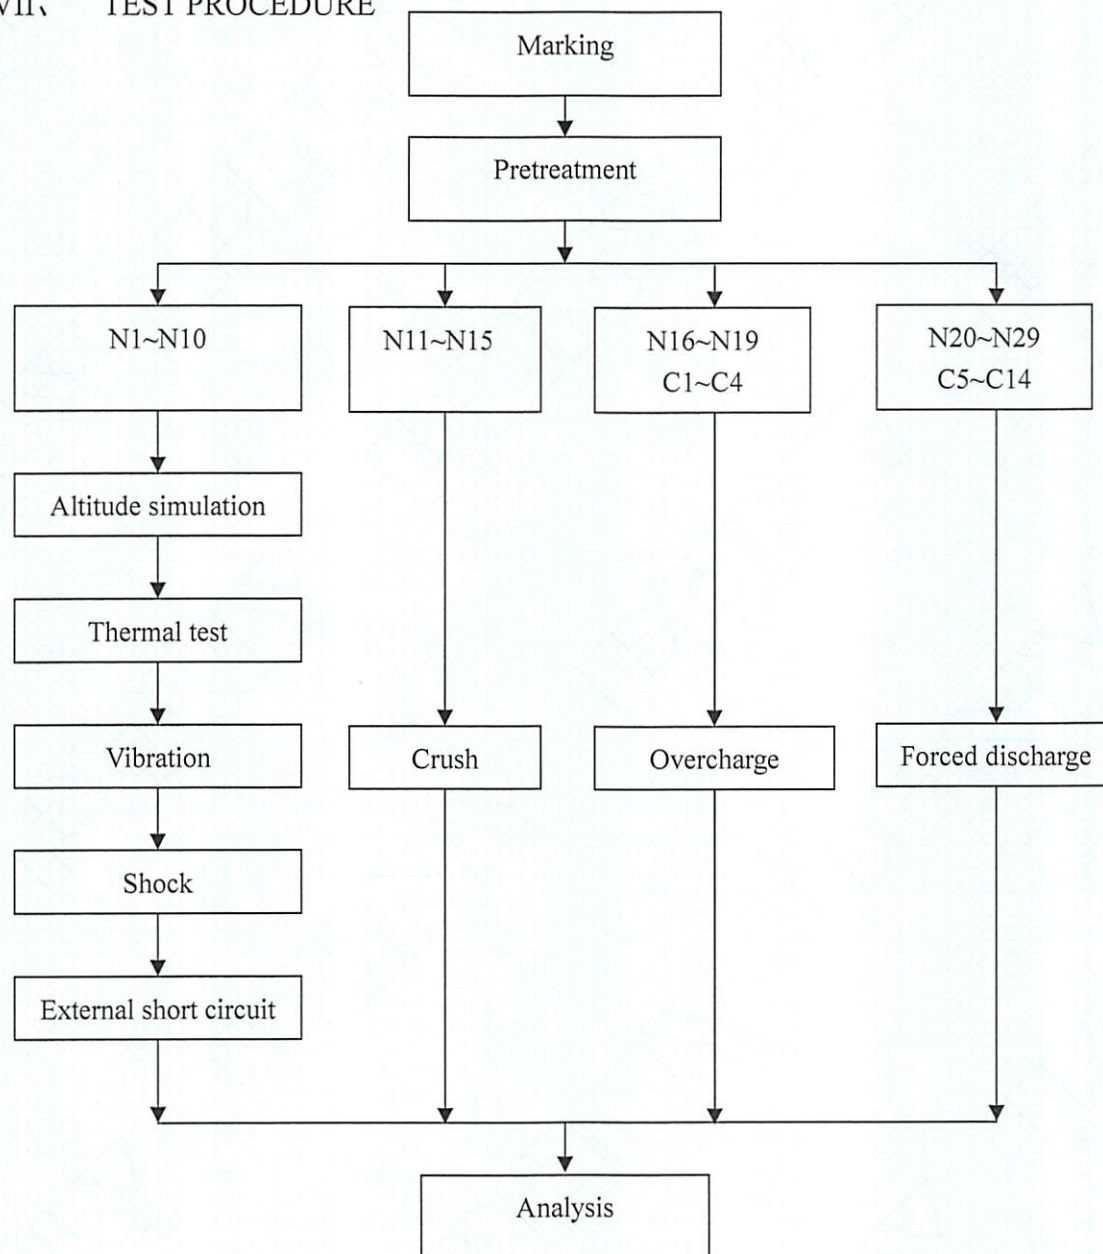 VII、 TEST PROCEDURE
Marking
Pretreatment
N1~N10
N11~N15
N16~N19
C1~C4
N20~N29
C5~C14
Altitude simulation
Thermal test
Vibration
Crush
Overcharge
Forced discharge
Shock
External short circuit
Analysis